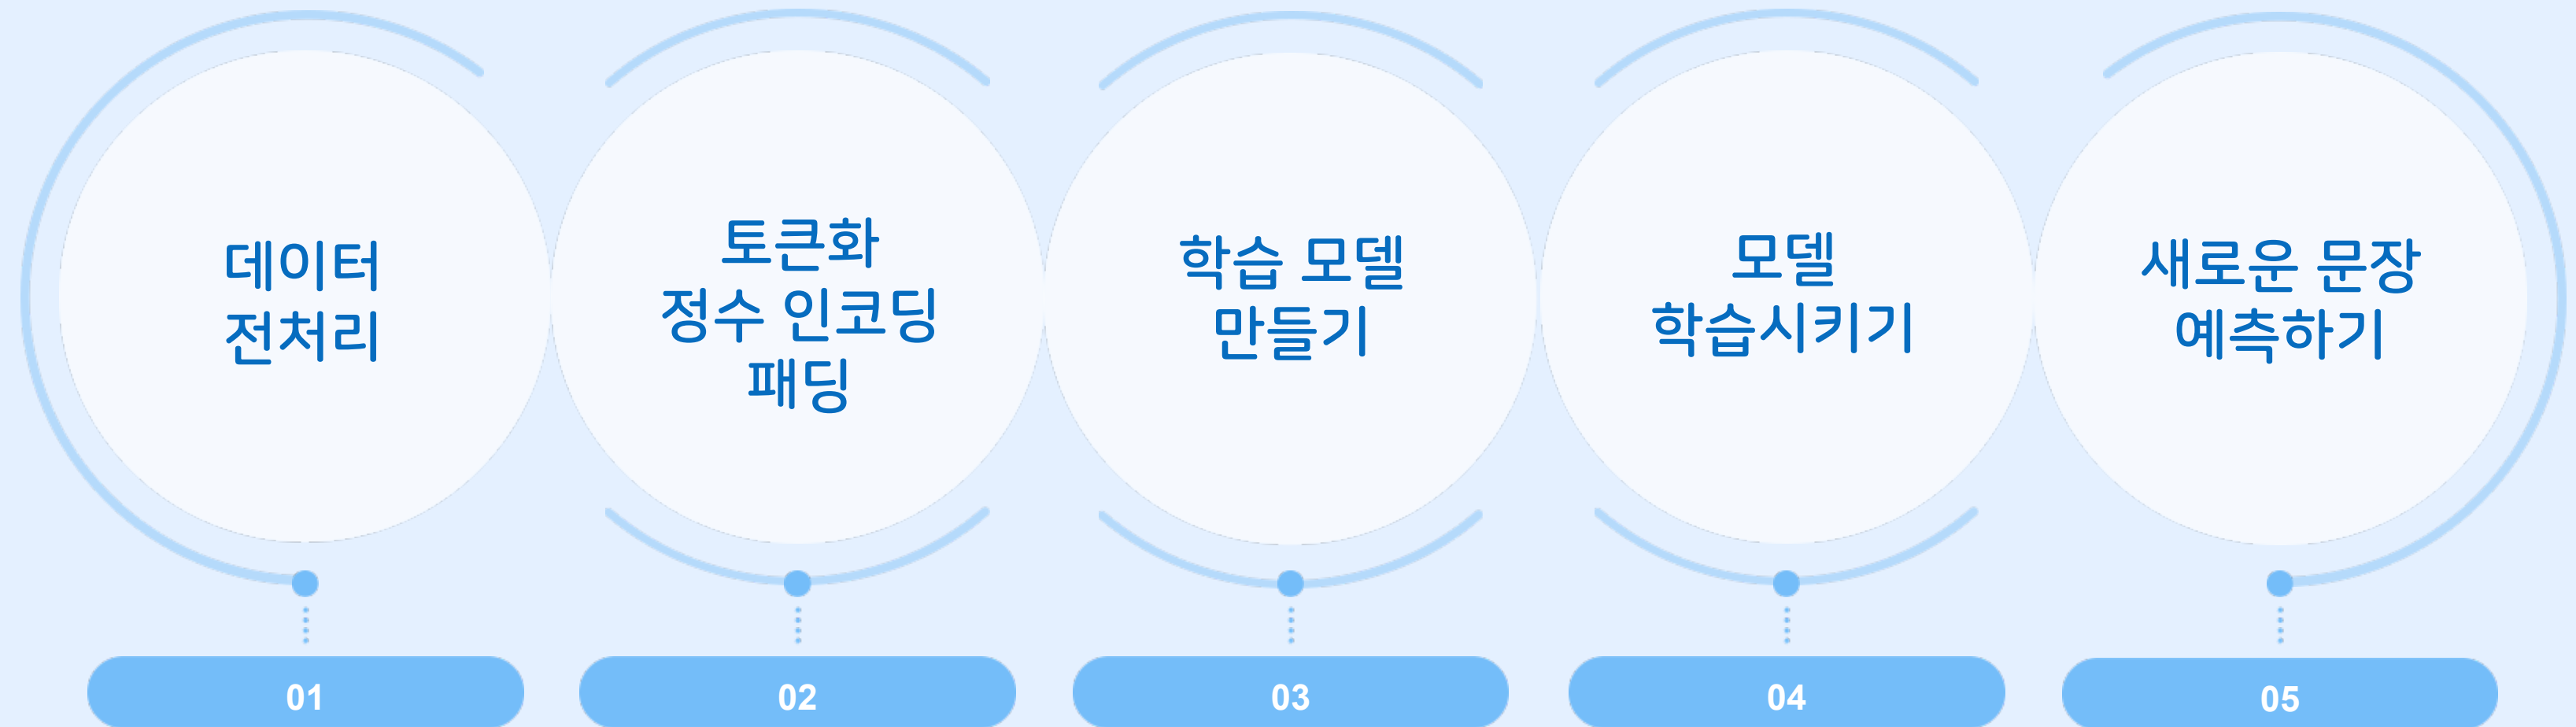 데이터
전처리
토큰화
정수 인코딩
패딩
학습 모델
만들기
모델
학습시키기
새로운 문장
예측하기
01
02
03
04
05